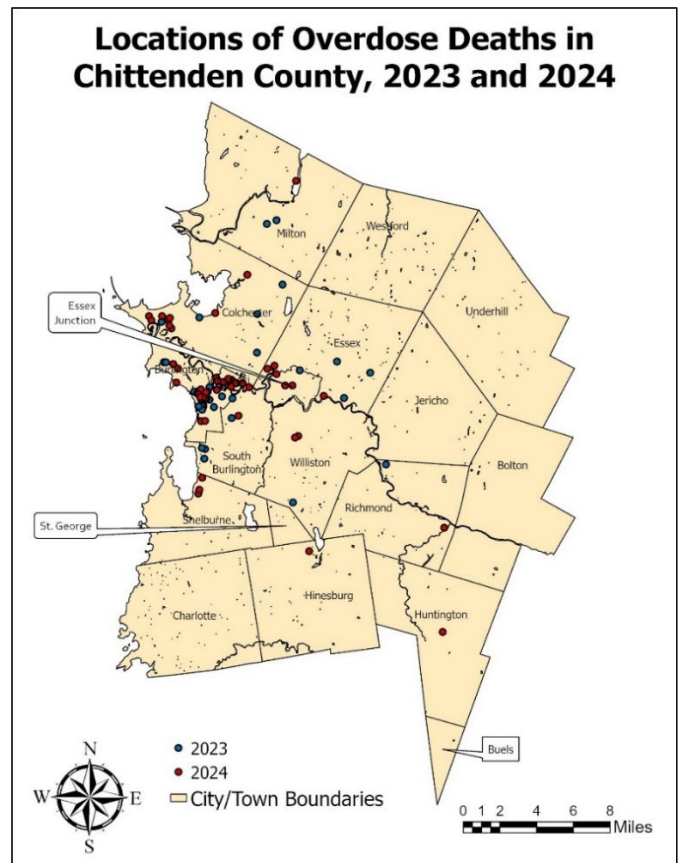 Locations of Overdose Deaths in
Chittenden County, 2023 and 2024
Milton
Westford
Underhill
Essex
Junction
Colchester
Essex
Burlington
Jericho
Bolton
South
Burlington
Williston
Richmond
St. George
Shelburne
Hinesburg
Charlotte
Huntington
Buels
N
W E
S
2023
2024
City/Town Boundaries
0 1 2 4 6 8
Miles